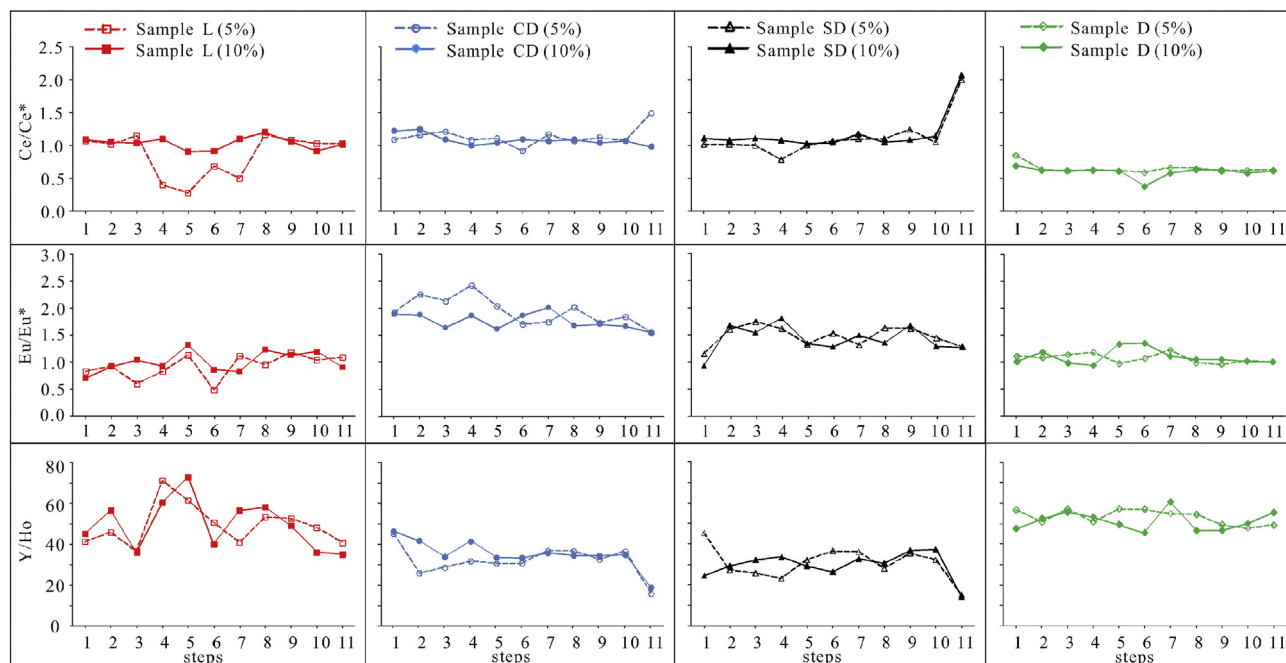 Sample L (5%)
Sample L (10%)
Sample CD (5%)
Sample CD (10%)
Sample SD (5%)
Sample SD (10%)
Sample D (5%)
Sample D (10%)
Ce/Ce*
2.5
2.0
1.5
1.0
0.5
0.0
1 2 3 4 5 6 7 8 9 10 11
1 2 3 4 5 6 7 8 9 10 11
1 2 3 4 5 6 7 8 9 10 11
1 2 3 4 5 6 7 8 9 10 11
Eu/Eu*
3.0
2.5
2.0
1.5
1.0
0.5
0.0
1 2 3 4 5 6 7 8 9 10 11
1 2 3 4 5 6 7 8 9 10 11
1 2 3 4 5 6 7 8 9 10 11
1 2 3 4 5 6 7 8 9 10 11
Y/Ho
80
60
40
20
0
1 2 3 4 5 6 7 8 9 10 11
steps
1 2 3 4 5 6 7 8 9 10 11
steps
1 2 3 4 5 6 7 8 9 10 11
steps
1 2 3 4 5 6 7 8 9 10 11
steps